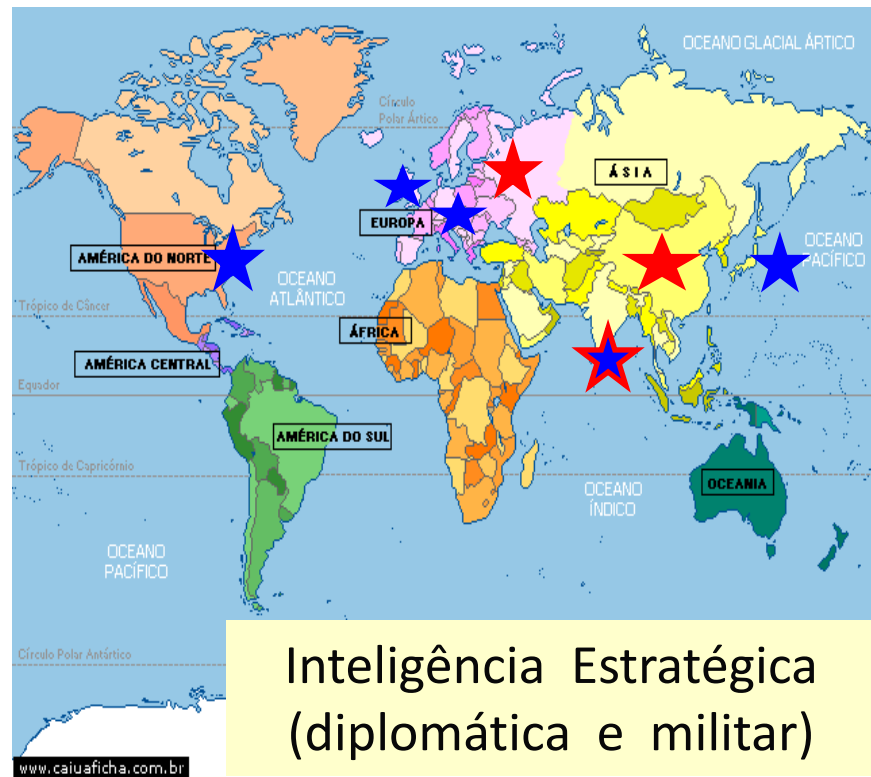 OCEANO GLACIAL ÁRTICO
Círculo
Polar Ártico
ÁSIA
EUROPA
OCEANO
PACÍFICO
AMÉRICA DO NORTE
OCEANO
ATLÂNTICO
Trópico de Câncer
ÁFRICA
AMÉRICA CENTRAL
Equador
AMÉRICA DO SUL
Trópico de Capricórnio
OCEANIA
OCEANO
ÍNDICO
OCEANO
PACÍFICO
Círculo Polar Antártico
Inteligência Estratégica
(diplomática e militar)
www.caiuaficha.com.br